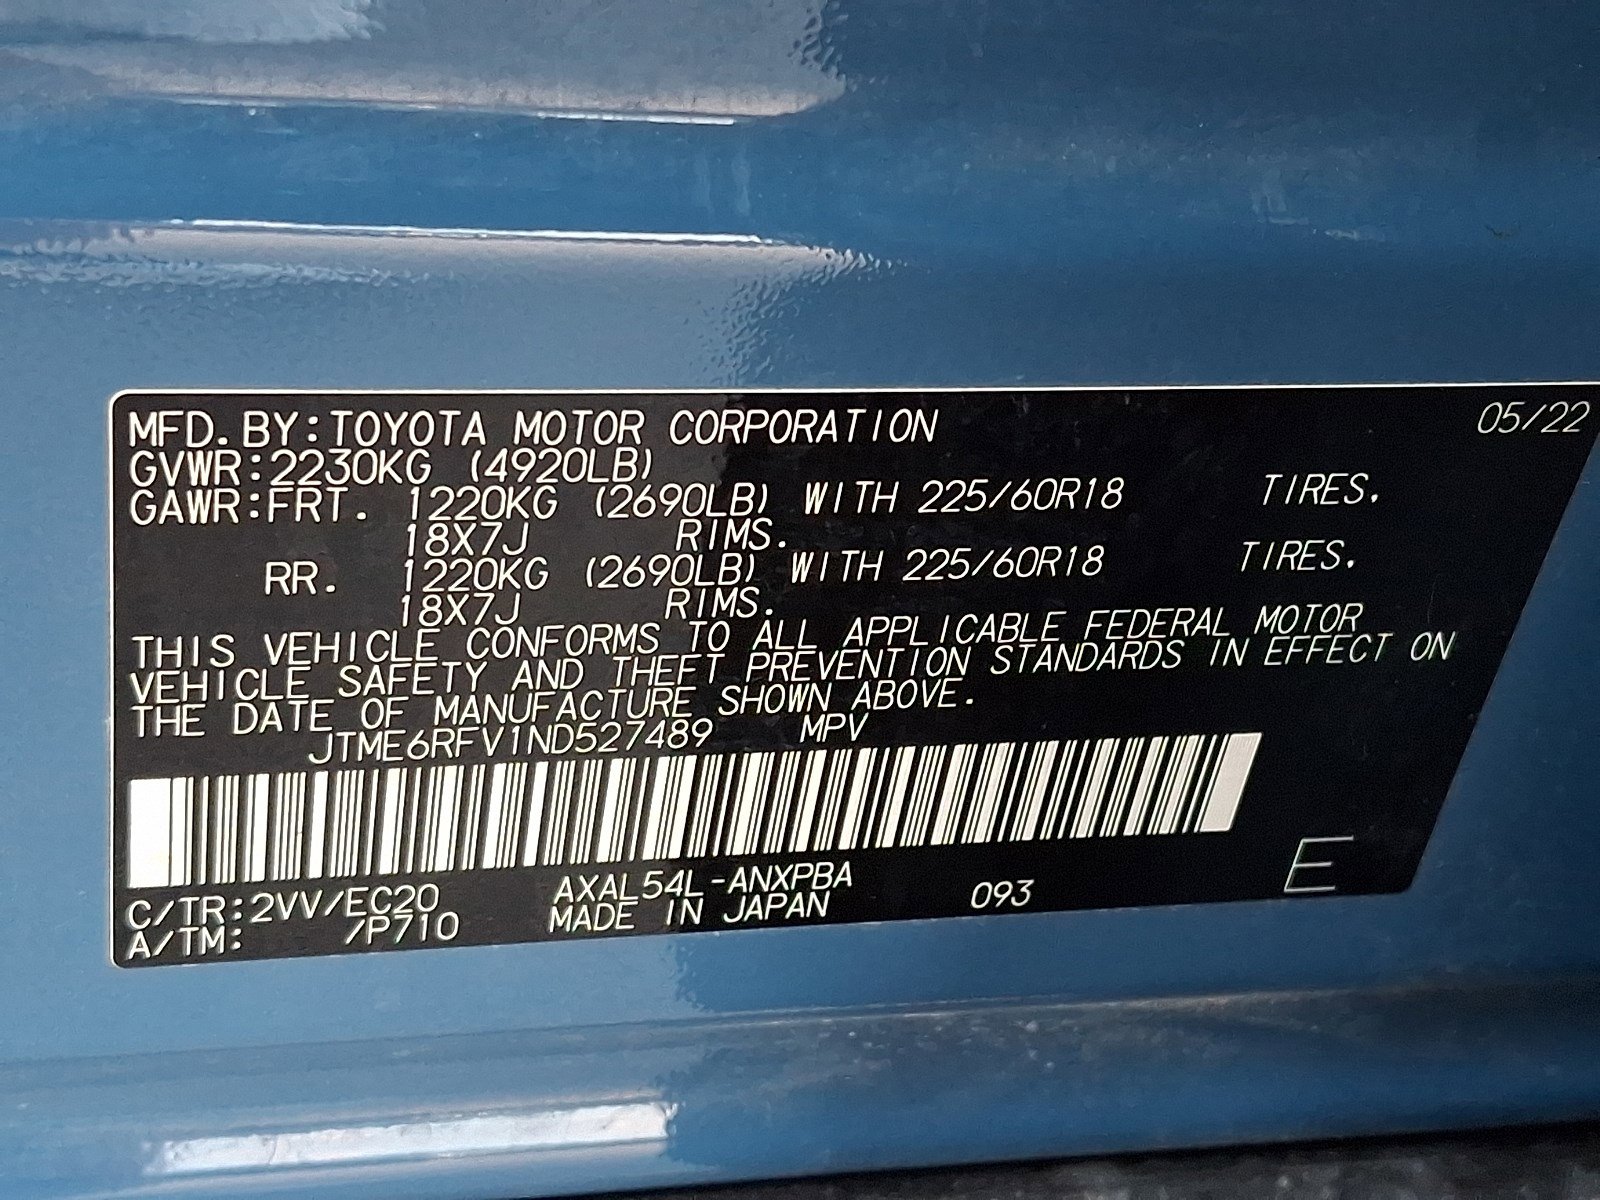 MFD. BY: TOYOTA MOTOR CORPORATION 05/22
GVWR: 2230KG (4920LB)
GAWR: FRT. 1220KG (2690LB) WITH 225/60R18 TIRES.
18X7J RIMS.
RR. 1220KG (2690LB) WITH 225/60R18 TIRES.
18X7J RIMS.
THIS VEHICLE CONFORMS TO ALL APPLICABLE FEDERAL MOTOR
VEHICLE SAFETY AND THEFT PREVENTION STANDARDS IN EFFECT ON
THE DATE OF MANUFACTURE SHOWN ABOVE.
JTME6RFV1ND527489 MPV
C/TR: 2VV/EC20 AXAL54L-ANXPBA 093 E
A/TM: /P710 MADE IN JAPAN